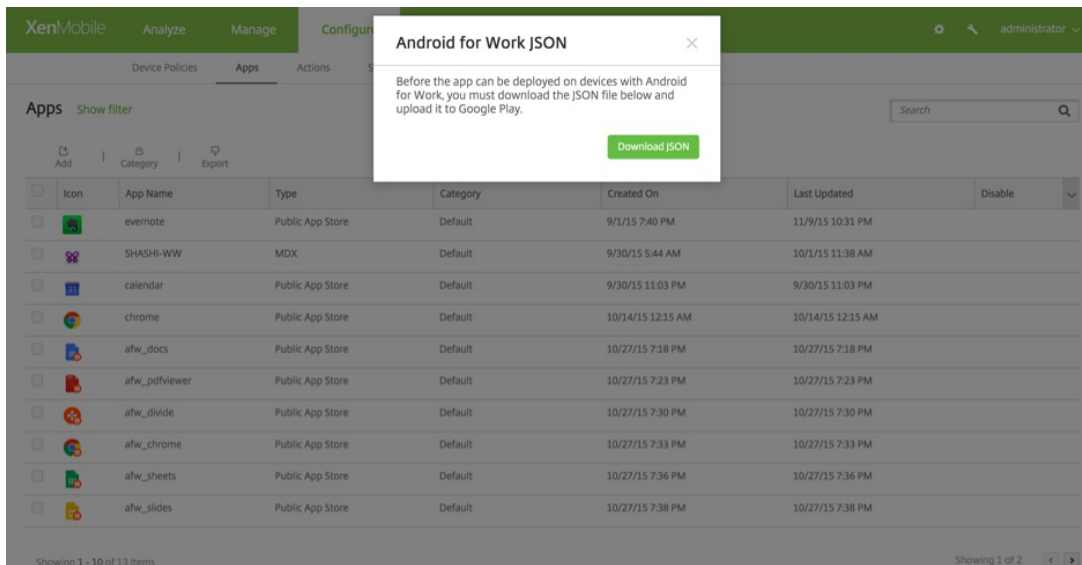 XenMobile Analyze Manage Configur administrator
Android for Work JSON
Device Policies Apps Actions S
Before the app can be deployed on devices with Android
for Work, you must download the JSON file below and
upload it to Google Play.
Apps Show filter Search
Download JSON
Add Category Export
Icon App Name Type Category Created On Last Updated Disable
evernote Public App Store Default 9/1/15 7:40 PM 11/9/15 10:31 PM
SHASHI-WW MDX Default 9/30/15 5:44 AM 10/1/15 11:38 AM
31 calendar Public App Store Default 9/30/15 11:03 PM 9/30/15 11:03 PM
chrome Public App Store Default 10/14/15 12:15 AM 10/14/15 12:15 AM
afw_docs Public App Store Default 10/27/15 7:18 PM 10/27/15 7:18 PM
afw_pdfviewer Public App Store Default 10/27/15 7:23 PM 10/27/15 7:23 PM
afw_divide Public App Store Default 10/27/15 7:30 PM 10/27/15 7:30 PM
afw_chrome Public App Store Default 10/27/15 7:33 PM 10/27/15 7:33 PM
afw_sheets Public App Store Default 10/27/15 7:36 PM 10/27/15 7:36 PM
afw_slides Public App Store Default 10/27/15 7:38 PM 10/27/15 7:38 PM
Showing 1 - 10 of 13 items Showing 1 of 2